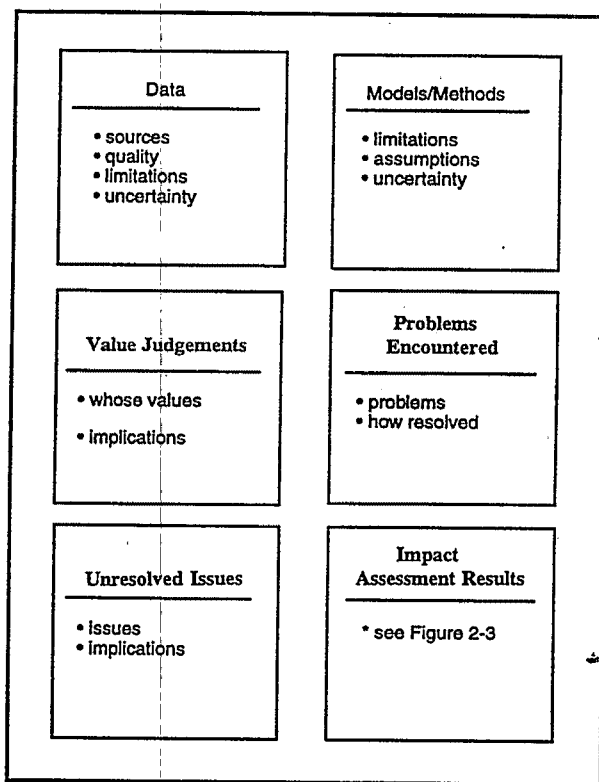 Data
• sources
• quality
• limitations
• uncertainty
Models/Methods
• limitations
• assumptions
• uncertainty
Value Judgements
• whose values
• implications
Problems
Encountered
• problems
• how resolved
Unresolved Issues
• issues
• implications
Impact
Assessment Results
* see Figure 2-3